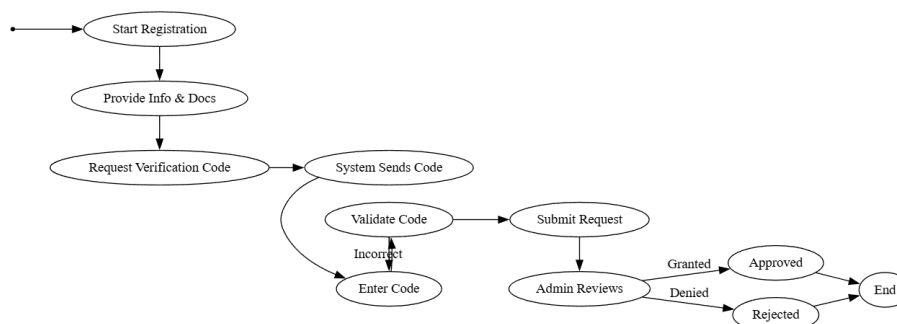 Start Registration
Provide Info & Docs
Request Verification Code
System Sends Code
Validate Code
Submit Request
Incorrect
Enter Code
Admin Reviews
Granted
Approved
Denied
Rejected
End